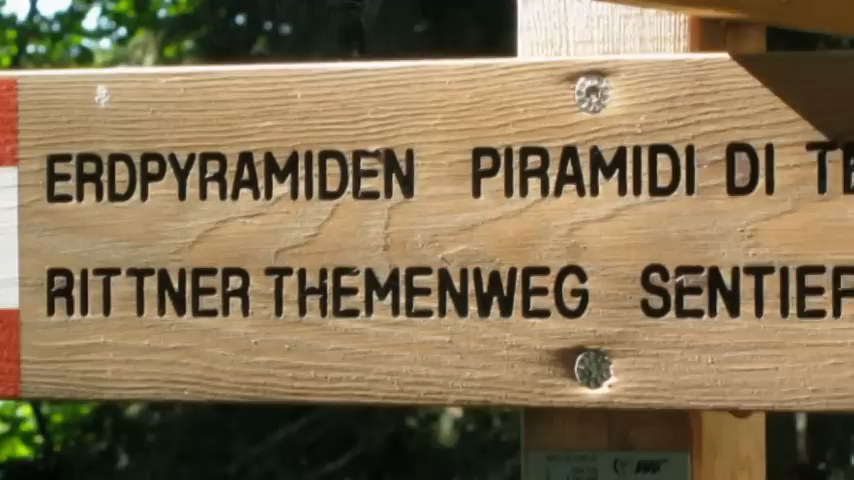 ERDPYRAMIDEN PIRAMIDI DI TE
RITTNER THEMENWEG SENTIER